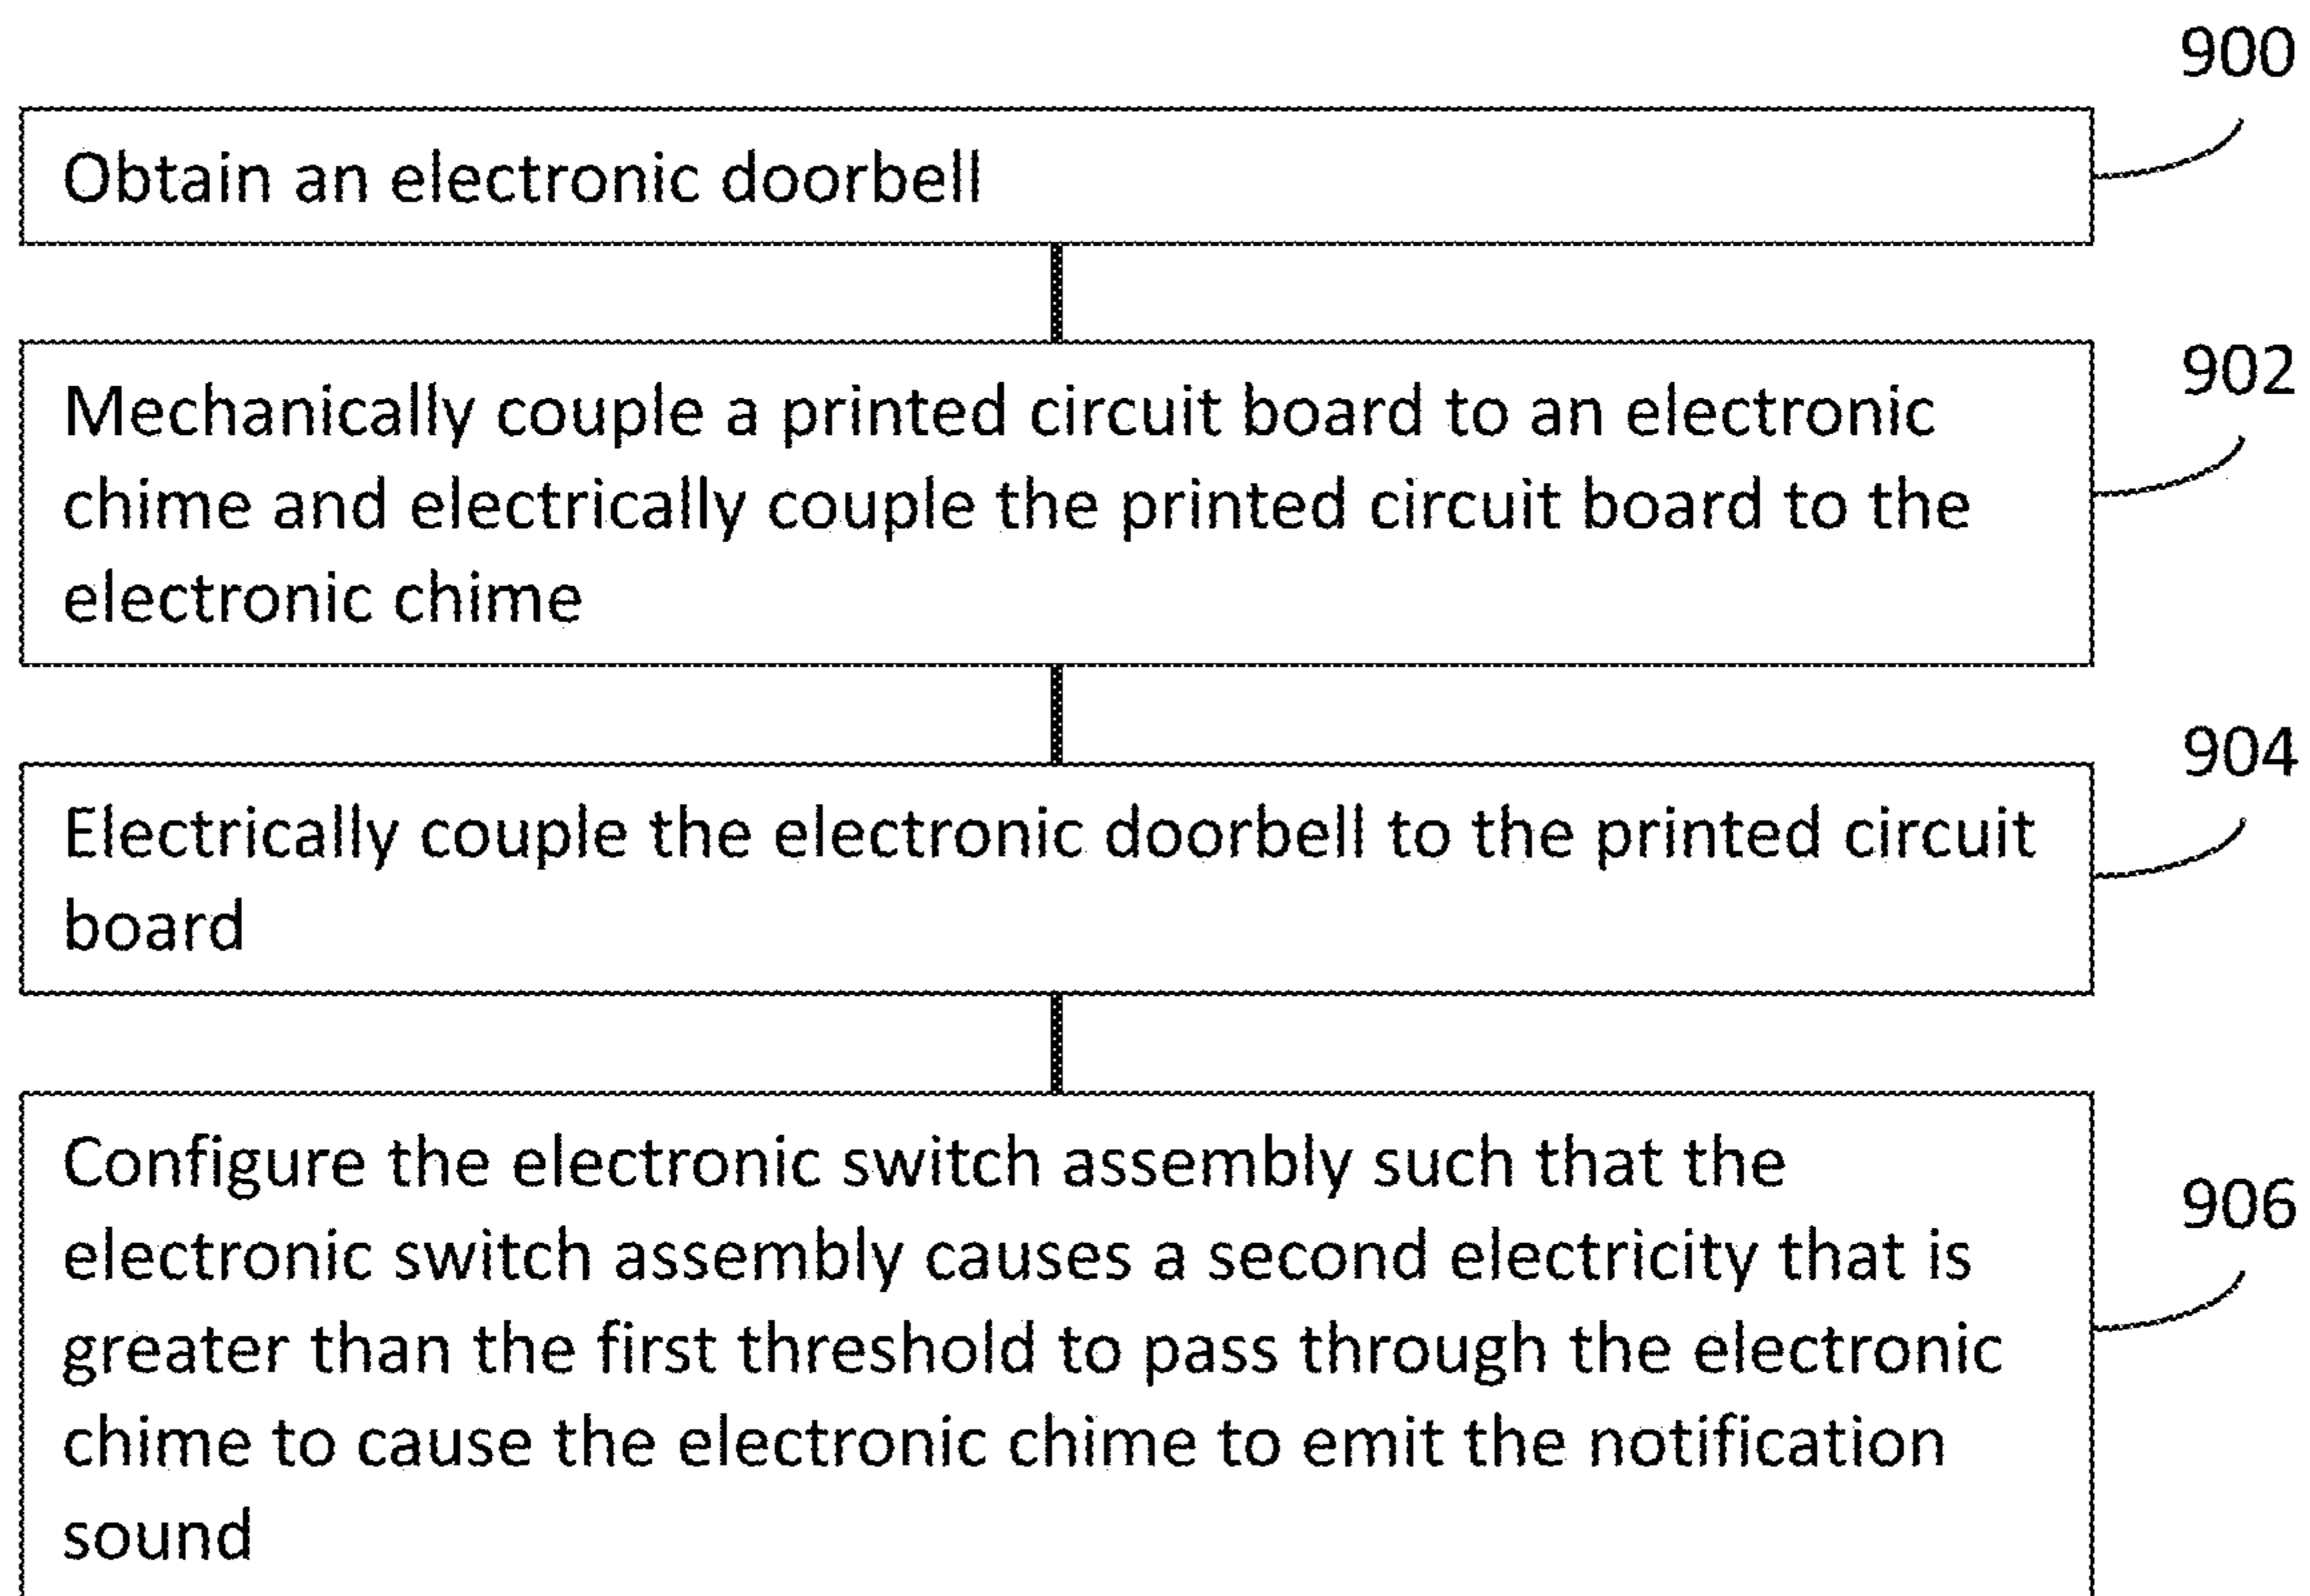 900
Obtain an electronic doorbell
902
Mechanically couple a printed circuit board to an electronic
chime and electrically couple the printed circuit board to the
electronic chime
904
Electrically couple the electronic doorbell to the printed circuit
board
906
Configure the electronic switch assembly such that the
electronic switch assembly causes a second electricity that is
greater than the first threshold to pass through the electronic
chime to cause the electronic chime to emit the notification
sound